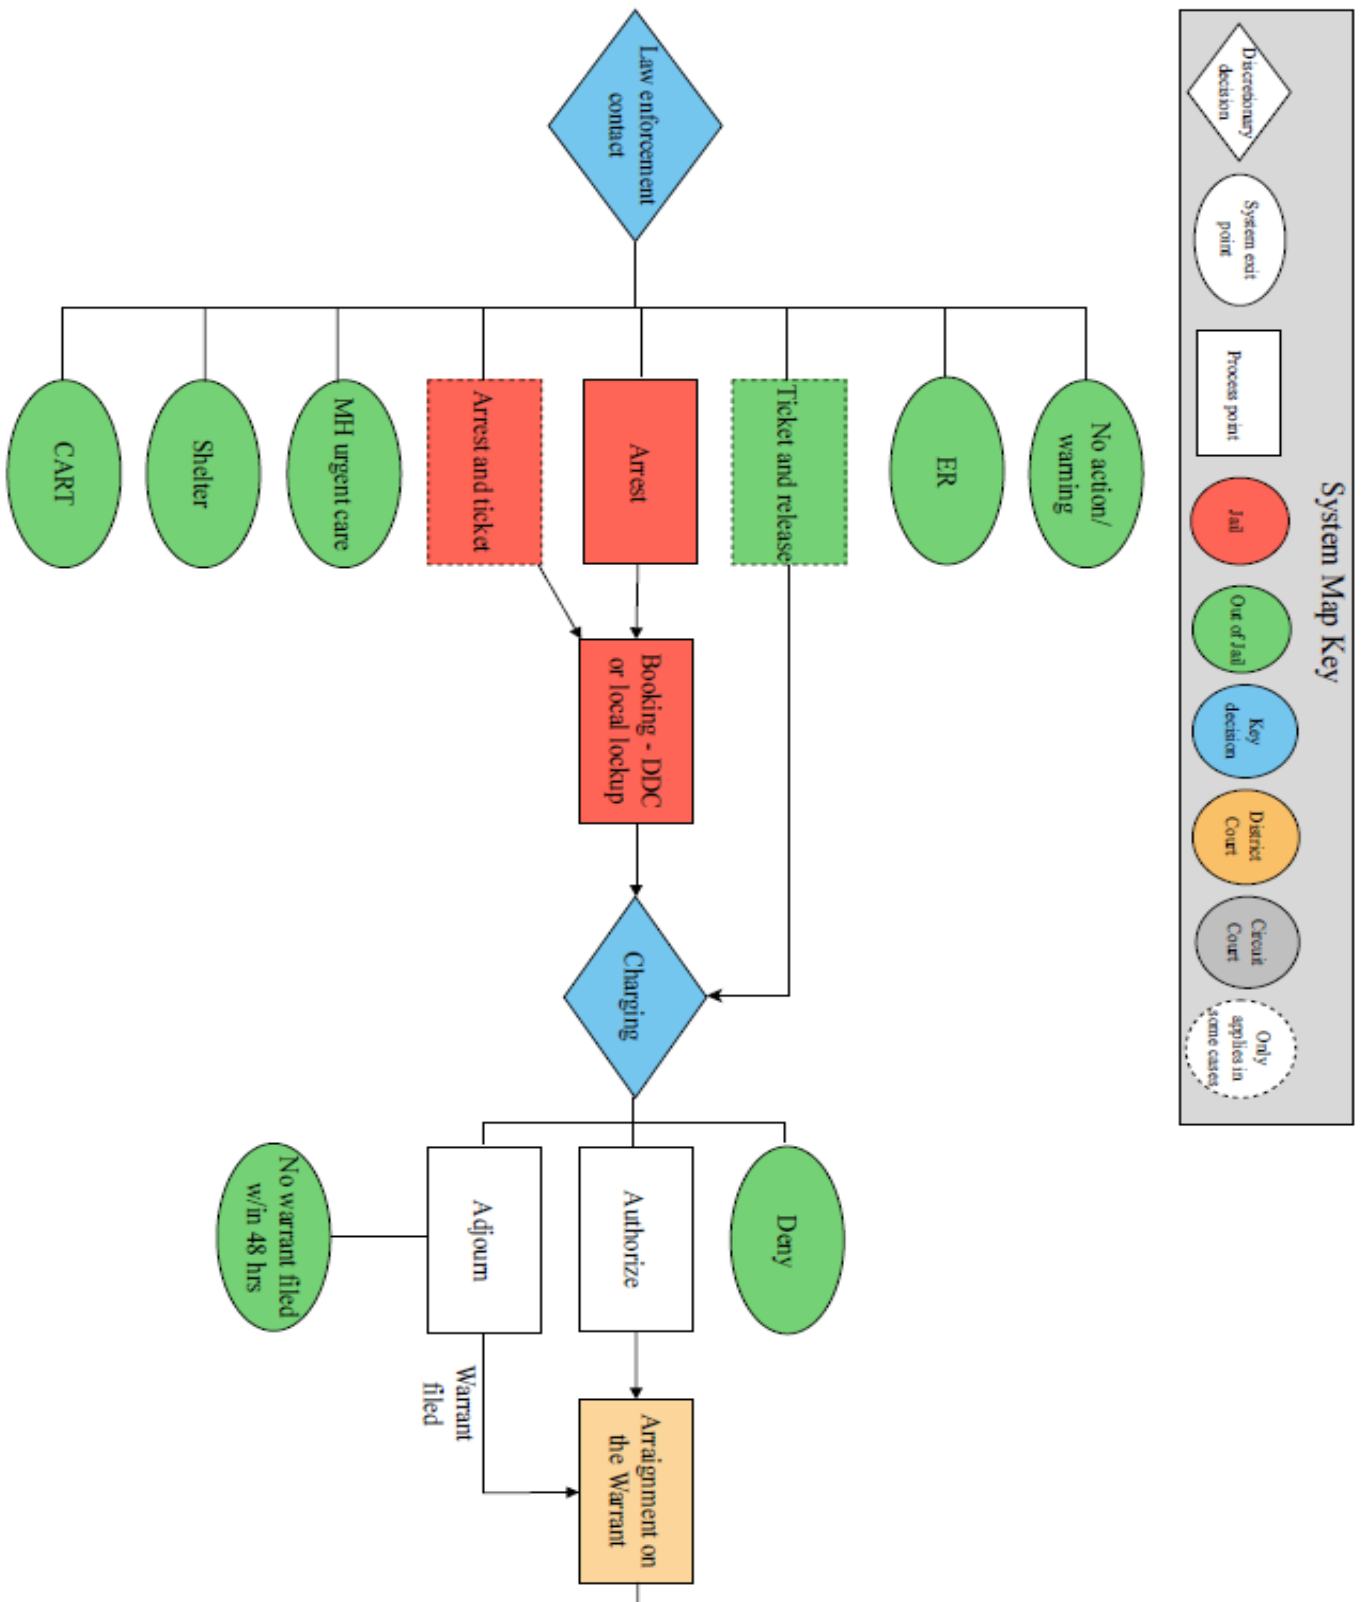 System Map Key
Discretionary
decision
System exit
point
Process point
Jail
Out of Jail
Key
decision
District
Court
Circuit
Court
Only
applies in
some cases
Law enforcement
contact
No action/
warning
ER
Ticket and release
Arrest
Arrest and ticket
MH urgent care
Shelter
CART
Booking - DDC
or local lockup
Charging
Deny
Authorize
Adjourn
No warrant filed
w/in 48 hrs
Warrant
filed
Arraignment on
the Warrant